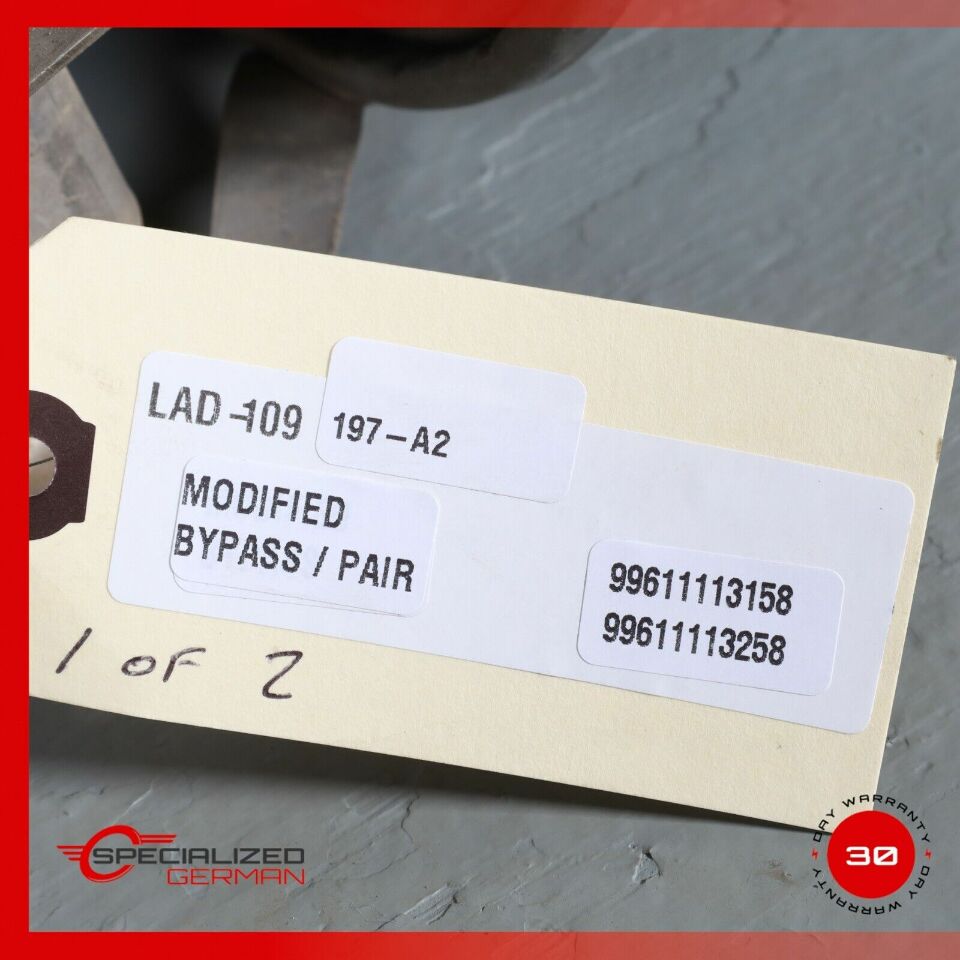 LAD-109
197-A2
MODIFIED
BYPASS / PAIR
99611113158
99611113258
1 OF 2
SPECIALIZED
GERMAN
DAY WARRANTY
30
DAY WARRANTY